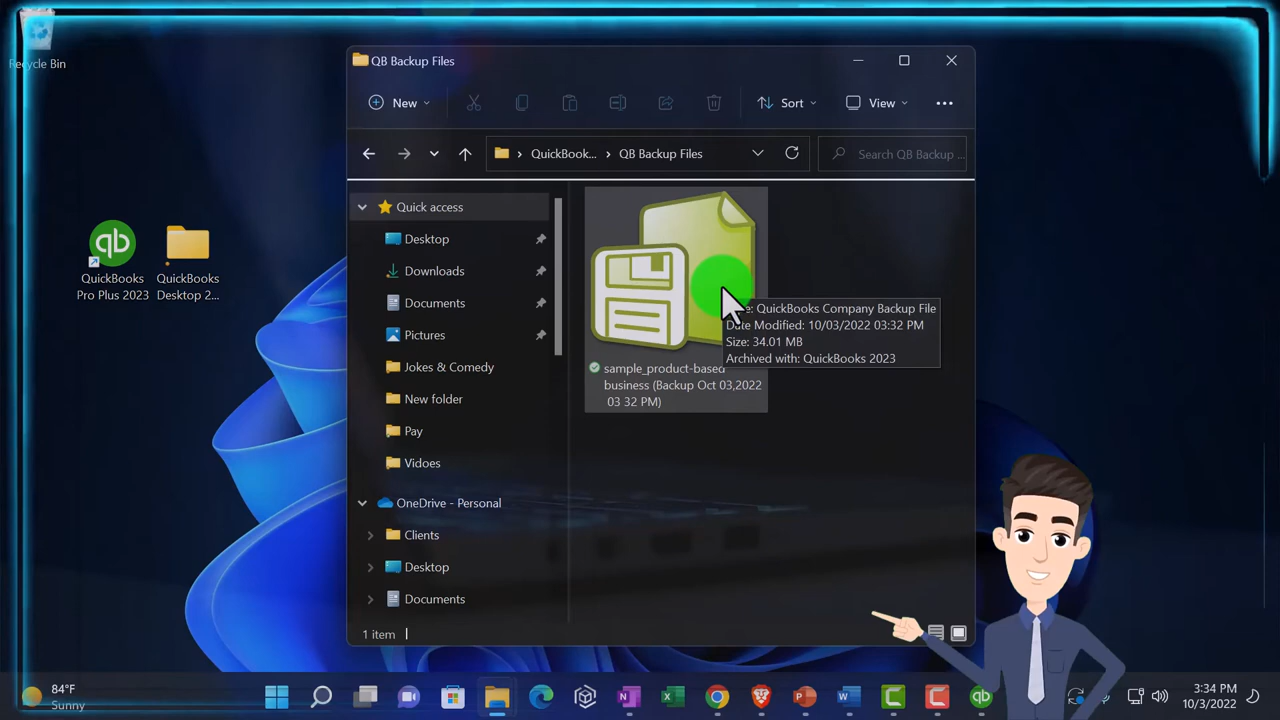 Recycle Bin
QuickBooks
Pro Plus 2023
QuickBooks
Desktop 2...
QB Backup Files
New
Sort
View
QuickBook...
QB Backup Files
Search QB Backup ...
Quick access
Desktop
Downloads
Documents
Pictures
Jokes & Comedy
New folder
Pay
Vidoes
OneDrive - Personal
Clients
Desktop
Documents
sample_product-based
business (Backup Oct 03,2022
03 32 PM)
QuickBooks Company Backup File
Date Modified: 10/03/2022 03:32 PM
Size: 34.01 MB
Archived with: QuickBooks 2023
1 item
84°F
Sunny
3:34 PM
10/3/2022